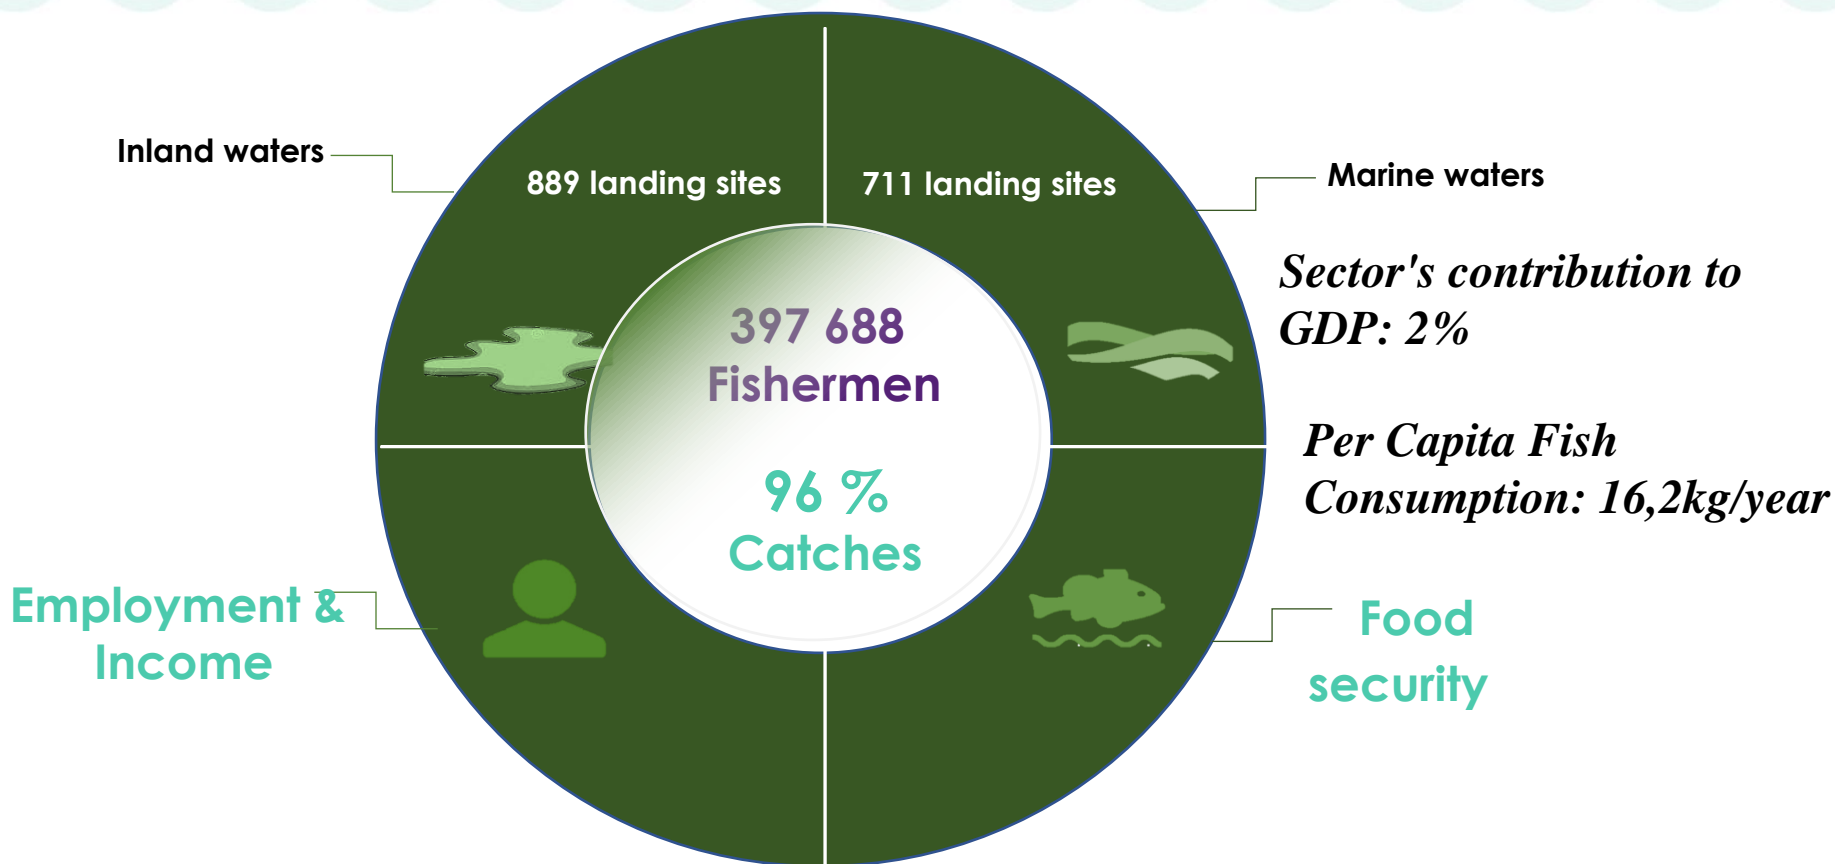 Inland waters
889 landing sites
711 landing sites
Marine waters
Sector's contribution to
GDP: 2%
397 688
Fishermen
Per Capita Fish
Consumption: 16,2kg/year
96 %
Catches
Employment &
Income
Food
security